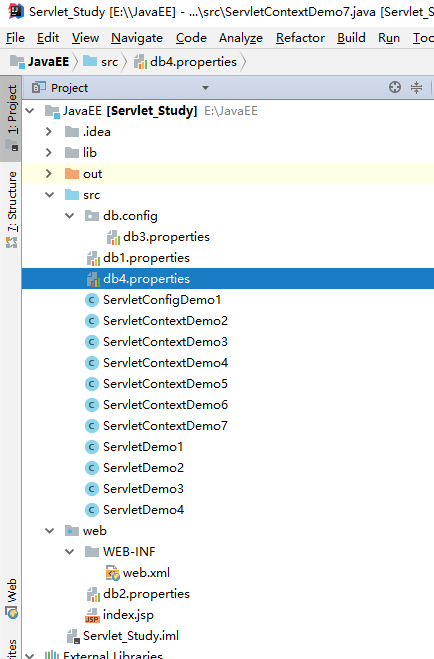 Servlet_Study [E:\\JavaEE] - ...\src\ServletContextDemo7.java [Servlet_S
File Edit View Navigate Code Analyze Refactor Build Run Too
JavaEE src db4.properties
1: Project
Project
JavaEE [Servlet_Study] E:\JavaEE
.idea
lib
out
7: Structure
src
db.config
db3.properties
db1.properties
db4.properties
ServletConfigDemo1
ServletContextDemo2
ServletContextDemo3
ServletContextDemo4
ServletContextDemo5
ServletContextDemo6
ServletContextDemo7
ServletDemo1
ServletDemo2
ServletDemo3
ServletDemo4
web
WEB-INF
web.xml
Web
db2.properties
JSP index.jsp
Servlet_Study.iml
External Libraries